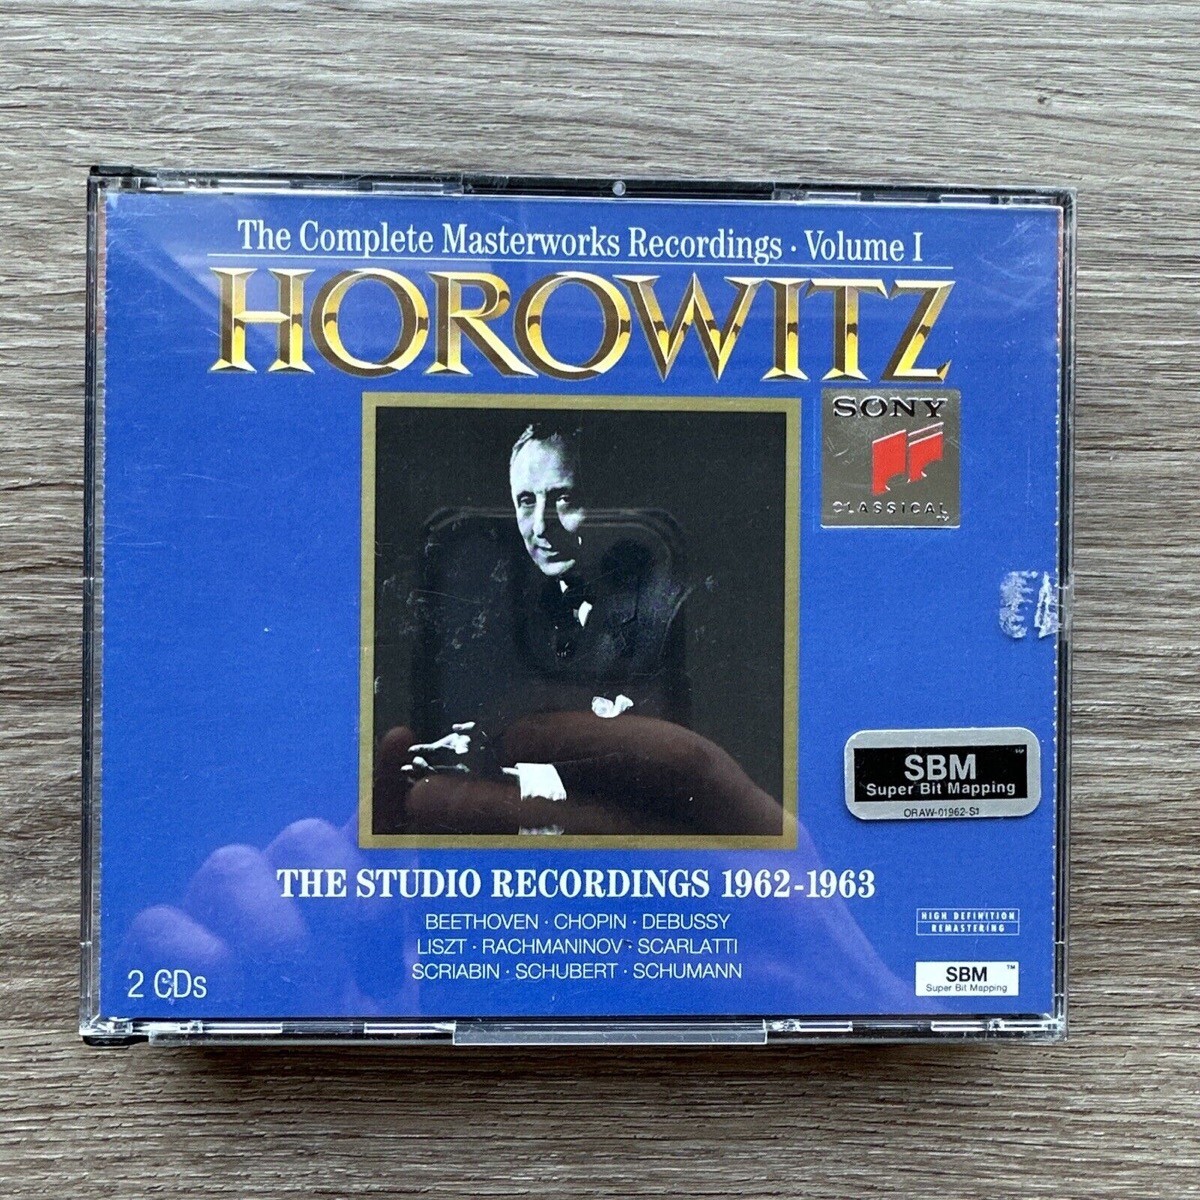 The Complete Masterworks Recordings · Volume I
HOROWITZ
SONY
CLASSICAL
SBM
Super Bit Mapping
ORAW-01962-S1
THE STUDIO RECORDINGS 1962-1963
BEETHOVEN · CHOPIN · DEBUSSY
LISZT · RACHMANINOV · SCARLATTI
SCRIABIN · SCHUBERT · SCHUMANN
2 CDs
HIGH DEFINITION
REMASTERING
SBM™
Super Bit Mapping